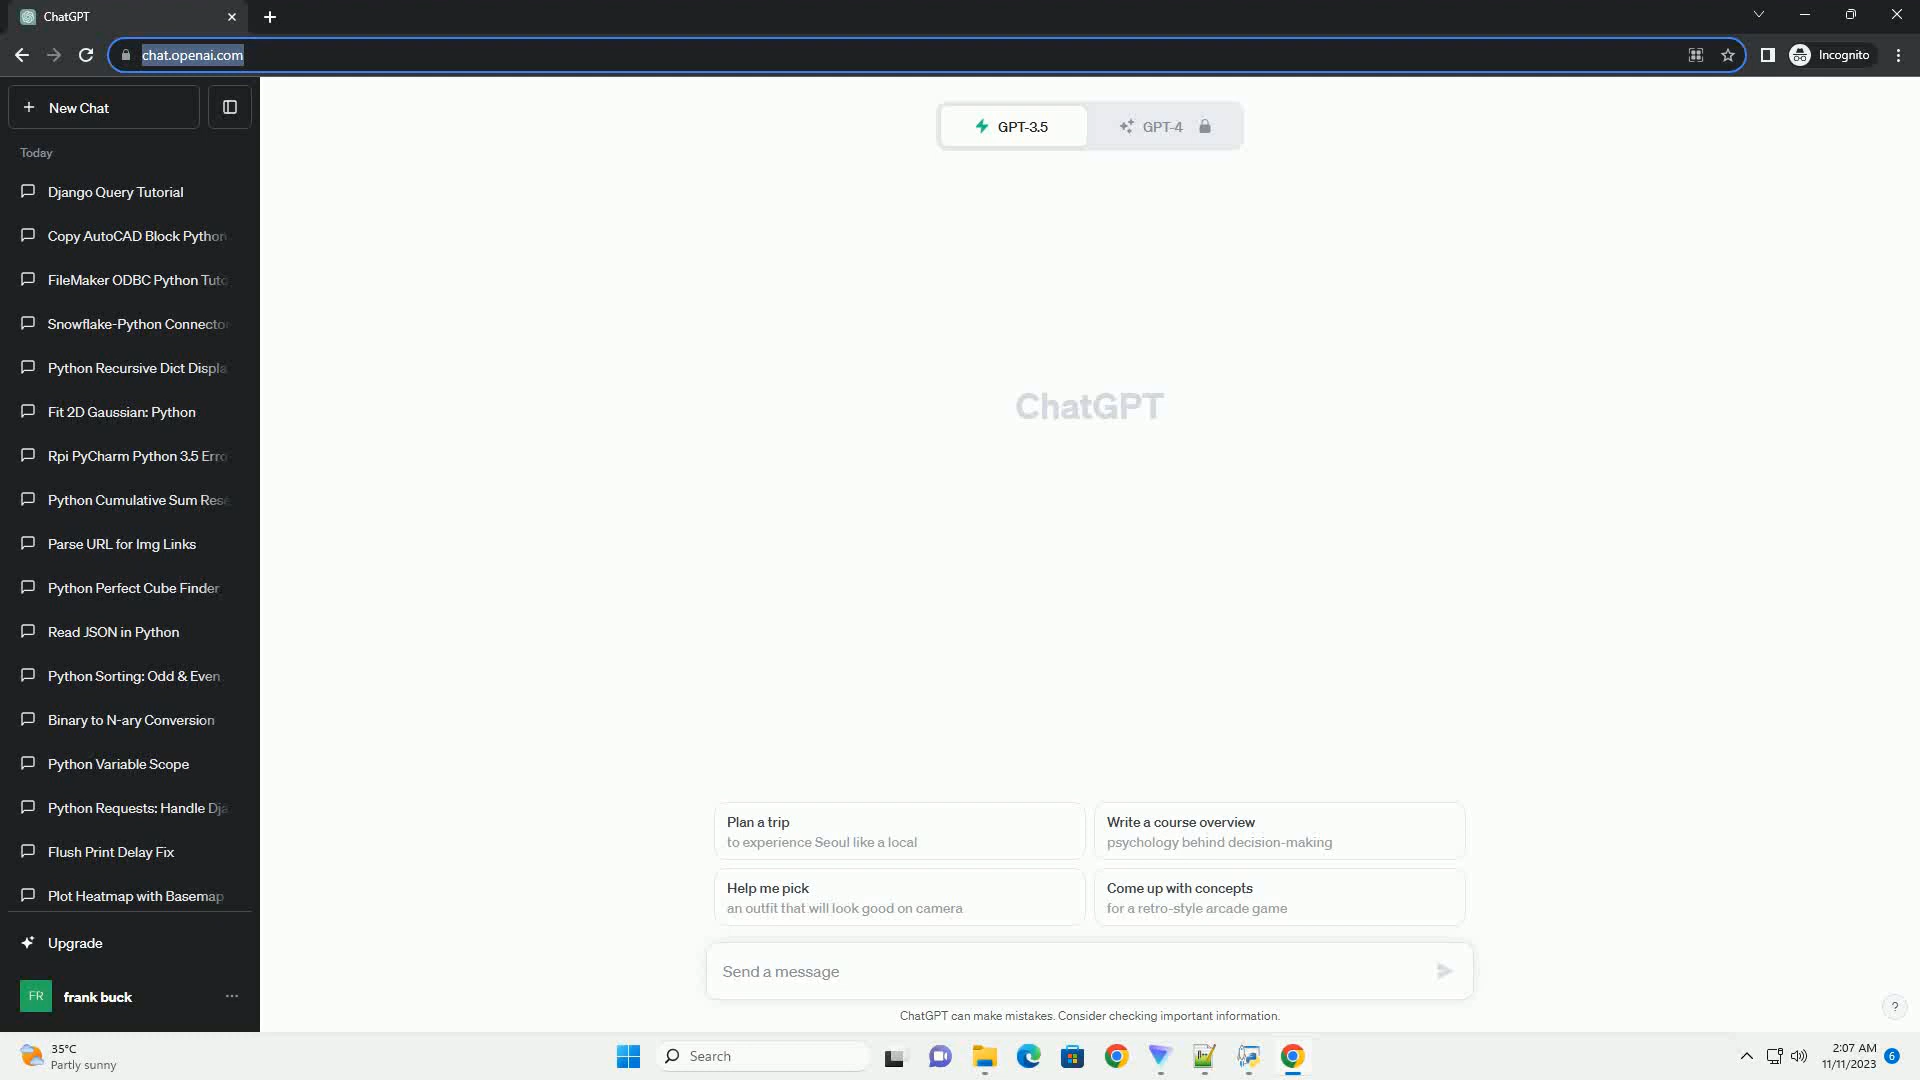 ChatGPT
chat.openai.com
Incognito
New Chat
Today
Django Query Tutorial
Copy AutoCAD Block Python
FileMaker ODBC Python Tuto
Snowflake-Python Connector
Python Recursive Dict Displa
Fit 2D Gaussian: Python
Rpi PyCharm Python 3.5 Erro
Python Cumulative Sum Rese
Parse URL for Img Links
Python Perfect Cube Finder
Read JSON in Python
Python Sorting: Odd & Even
Binary to N-ary Conversion
Python Variable Scope
Python Requests: Handle Dja
Flush Print Delay Fix
Plot Heatmap with Basemap
Upgrade
FR
frank buck
GPT-3.5
GPT-4
ChatGPT
Plan a trip
to experience Seoul like a local
Write a course overview
psychology behind decision-making
Help me pick
an outfit that will look good on camera
Come up with concepts
for a retro-style arcade game
Send a message
ChatGPT can make mistakes. Consider checking important information.
?
35°C
Partly sunny
Search
2:07 AM
11/11/2023
6